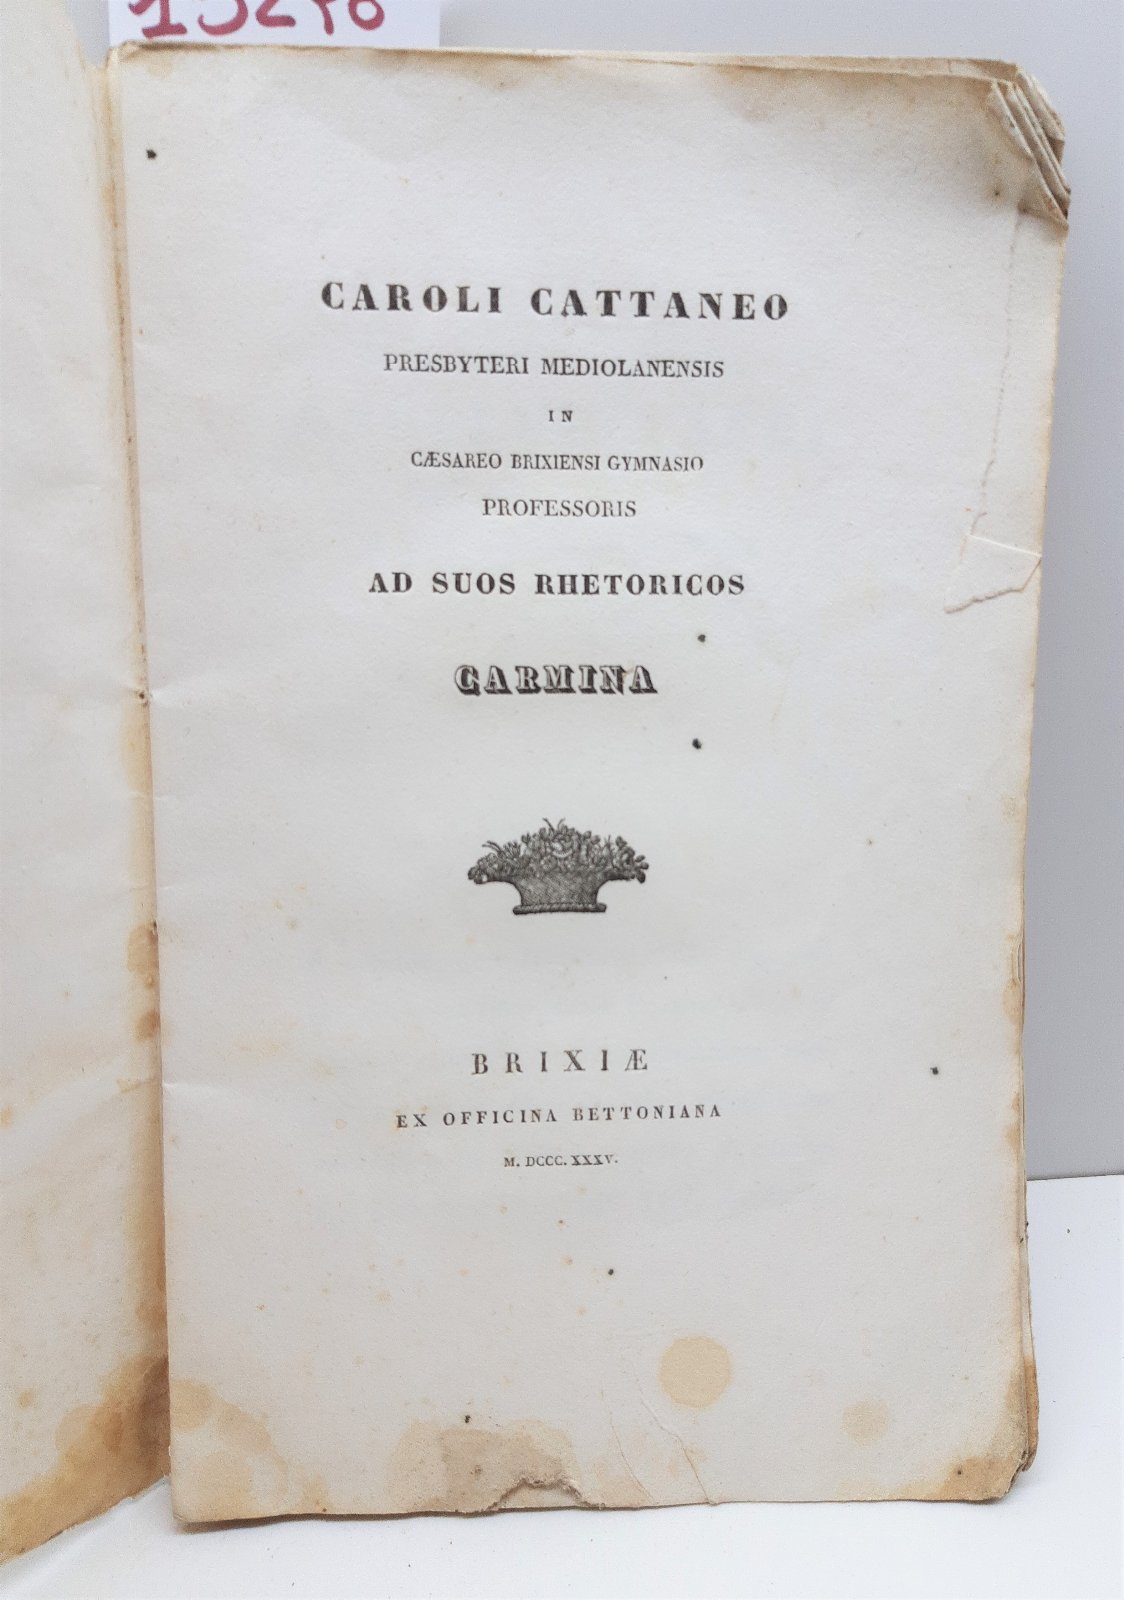 CAROLI CATTANEO
PRESBYTERI MEDIOLANENSIS
IN
CÆSAREO BRIXIENSI GYMNASIO
PROFESSORIS
AD SUOS RHETORICOS
CARMINA
BRIXIÆ
EX OFFICINA BETTONIANA
M. DCCC. XXXV.